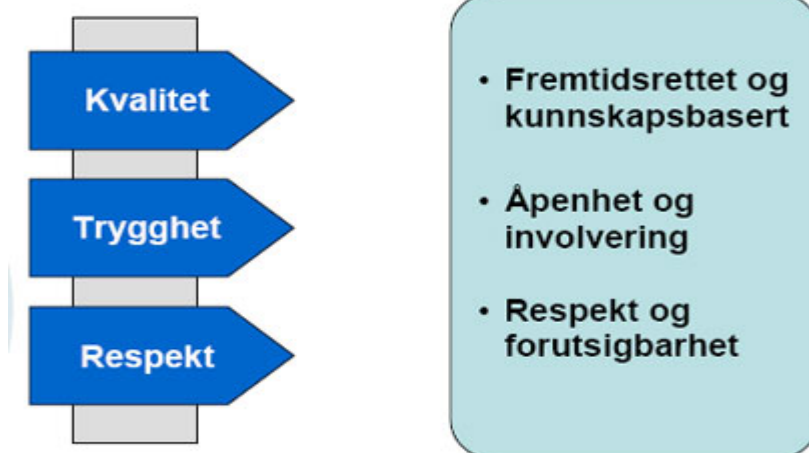 Kvalitet
Trygghet
Respekt
• Fremtidsrettet og
kunnskapsbasert
• Åpenhet og
involvering
• Respekt og
forutsigbarhet